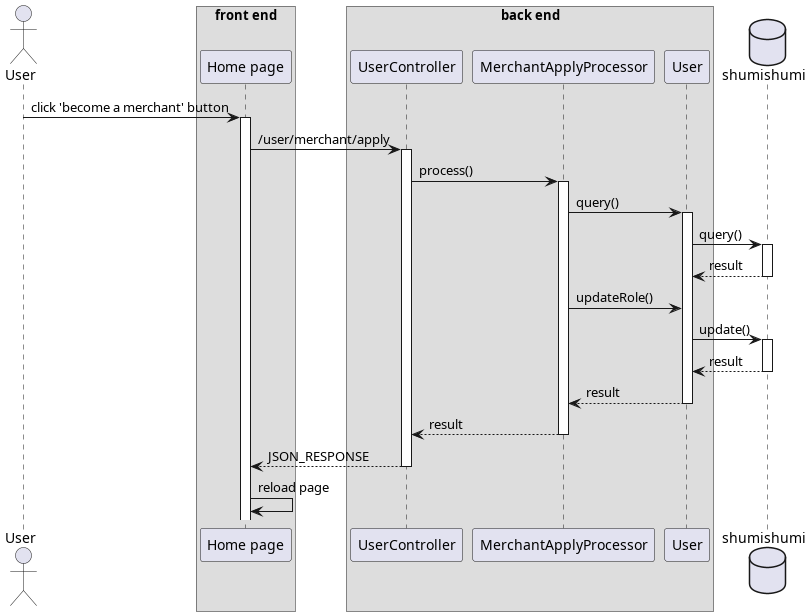 front end
back end
User
Home page
UserController
MerchantApplyProcessor
User
shumishumi
click 'become a merchant' button
/user/merchant/apply
process()
query()
query()
result
updateRole()
update()
result
result
result
JSON_RESPONSE
reload page
User
Home page
UserController
MerchantApplyProcessor
User
shumishumi